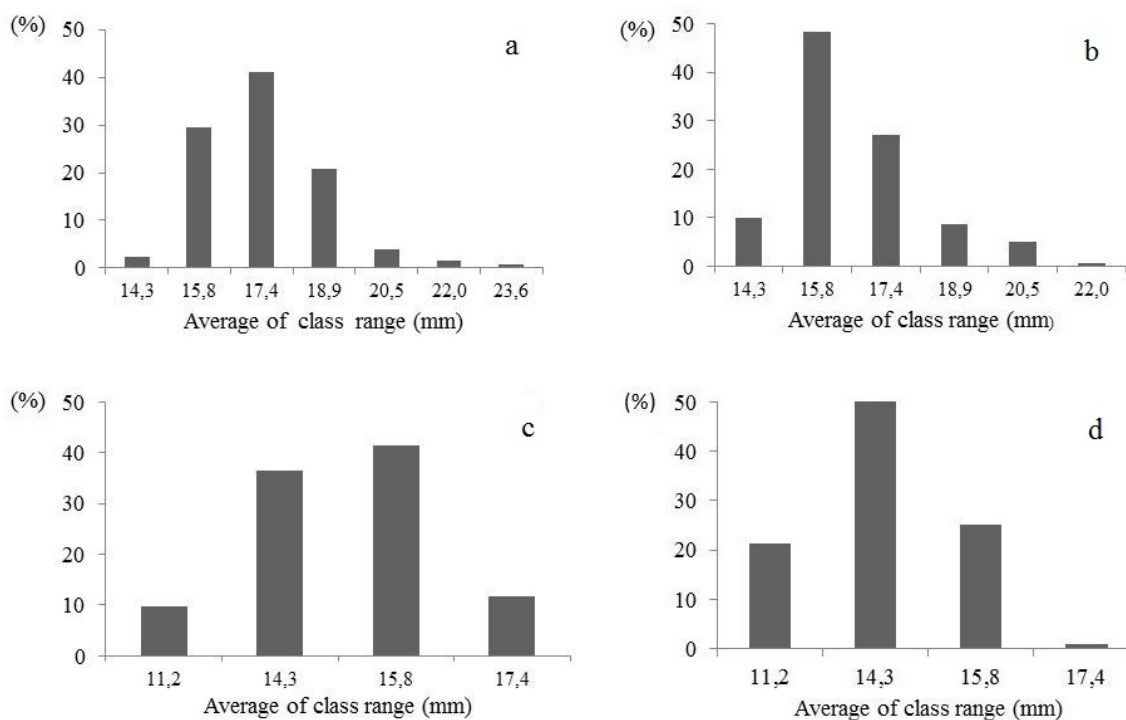 (%)
a
50
40
30
20
10
0
14,3 15,8 17,4 18,9 20,5 22,0 23,6
Average of class range (mm)
(%)
b
50
40
30
20
10
0
14,3 15,8 17,4 18,9 20,5 22,0
Average of class range (mm)
(%)
c
50
40
30
20
10
0
11,2 14,3 15,8 17,4
Average of class range (mm)
(%)
d
50
40
30
20
10
0
11,2 14,3 15,8 17,4
Average of class range (mm)